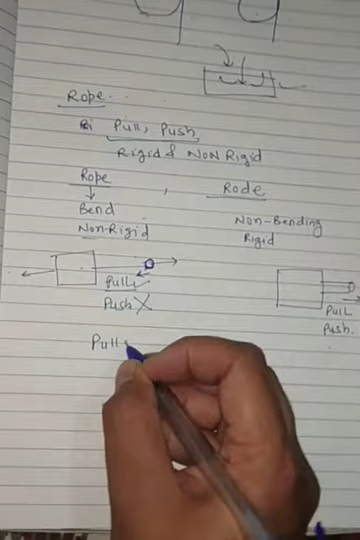 Rope
Pull, Push
Rigid & NON Rigid
Rope , Rode
Bend
Non-Rigid
Non-Bending
Rigid
Pull
Push X
Pull
Push.
Pull